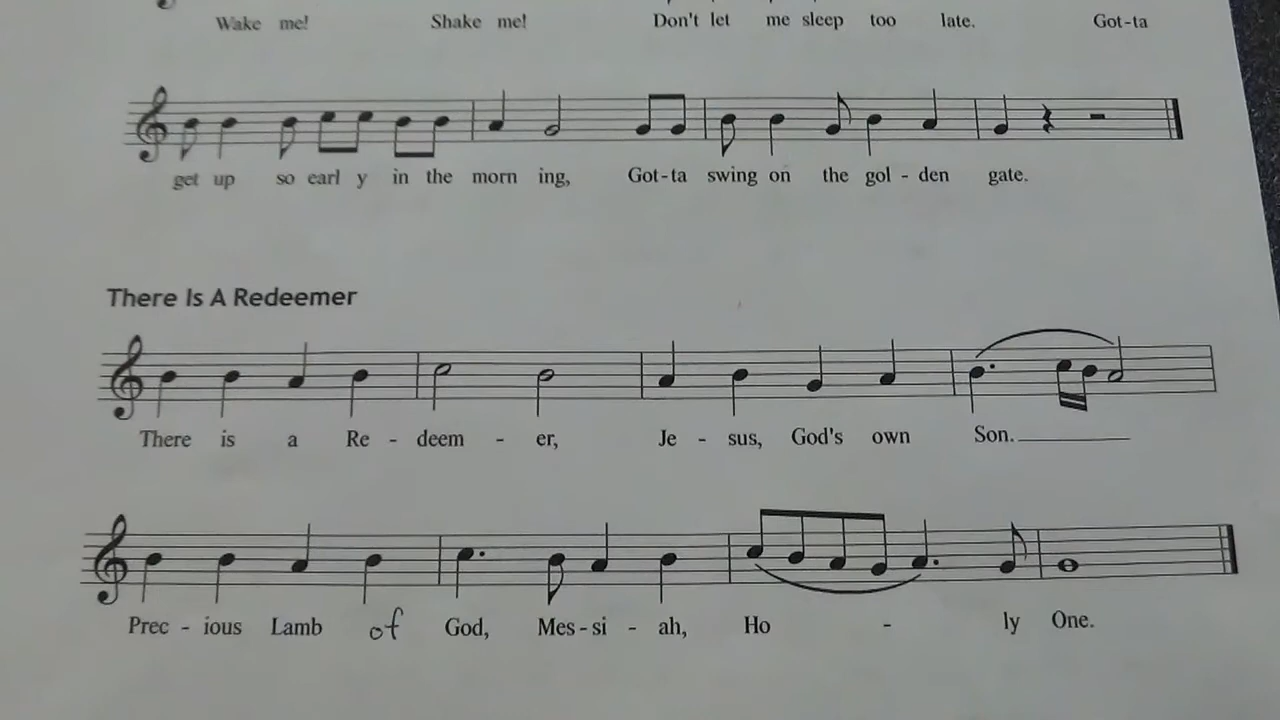 Wake me! Shake me! Don't let me sleep too late. Got-ta
get up so earl y in the morn ing, Got-ta swing on the gol - den gate.
There Is A Redeemer
There is a Re - deem - er, Je - sus, God's own Son.
Prec - ious Lamb of God, Mes - si - ah, Ho - ly One.